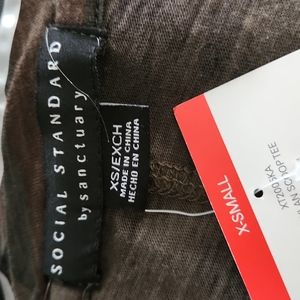 SOCIAL STANDARD
by sanctuary
XS/EXCH
MADE IN CHINA
HECHO EN CHINA
X-SMALL